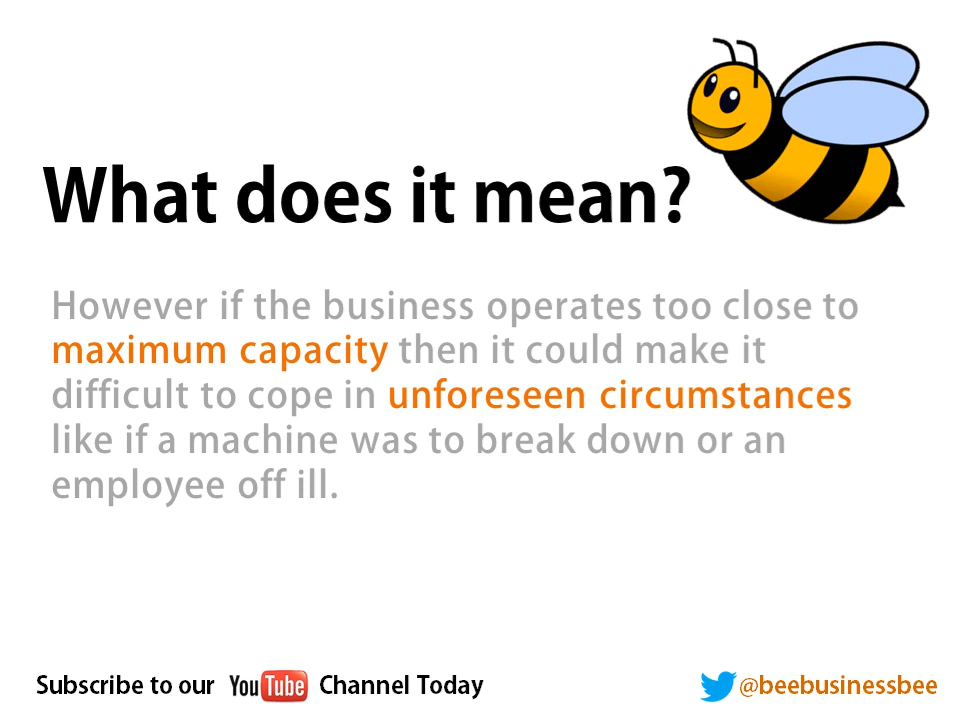 What does it mean?
However if the business operates too close to
maximum capacity then it could make it
difficult to cope in unforeseen circumstances
like if a machine was to break down or an
employee off ill.
Subscribe to our YouTube Channel Today
@beebusinessbee